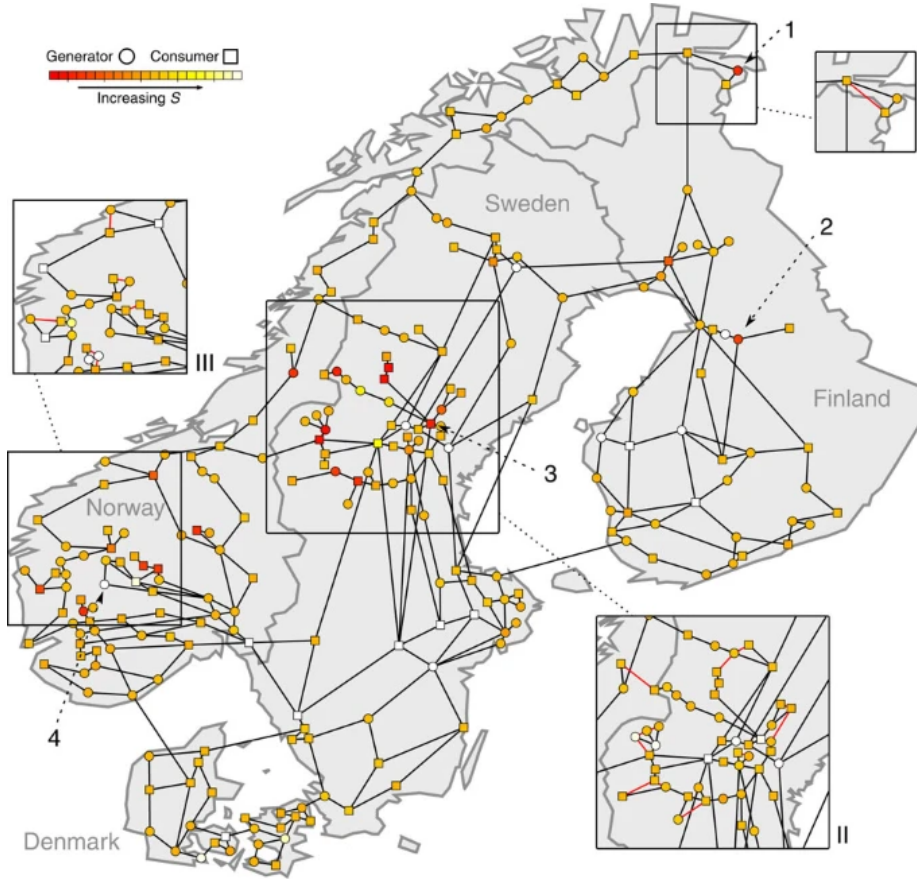 1
Generator Consumer
Increasing S
Sweden
2
III
Finland
3
Norway
4
II
Denmark